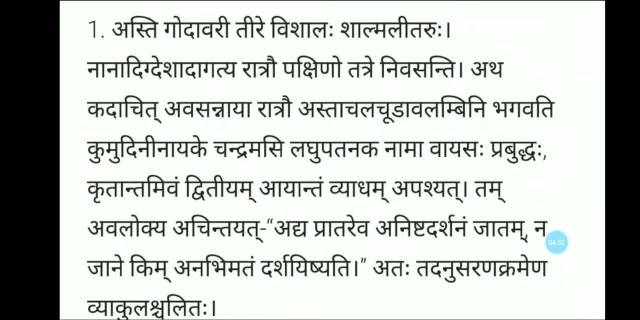 1. अस्ति गोदावरी तीरे विशालः शाल्मलीतरुः।
नानादिग्देशादागत्य रात्रौ पक्षिणो तत्रे निवसन्ति। अथ
कदाचित् अवसन्नाया रात्रौ अस्ताचलचूडावलम्बिनि भगवति
कुमुदिनीनायके चन्द्रमसि लघुपतनक नामा वायसः प्रबुद्धः,
कृतान्तमिवं द्वितीयम् आयान्तं व्याधम् अपश्यत्। तम्
अवलोक्य अचिन्तयत्-“अद्य प्रातरेव अनिष्टदर्शनं जातम्, न
04:02
जाने किम् अनभिमतं दर्शयिष्यति।” अतः तदनुसरणक्रमेण
व्याकुलश्चलितः।